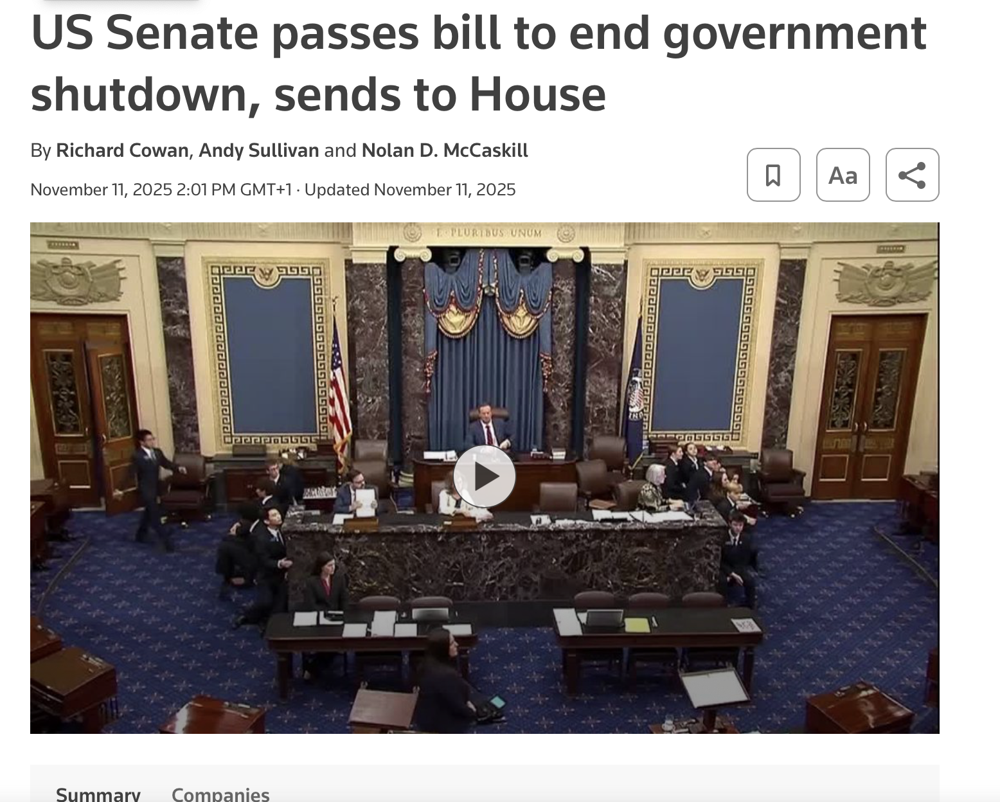 US Senate passes bill to end government
shutdown, sends to House
By Richard Cowan, Andy Sullivan and Nolan D. McCaskill
November 11, 2025 2:01 PM GMT+1 · Updated November 11, 2025
Aa
E · PLURIBUS UNUM
Summary Companies